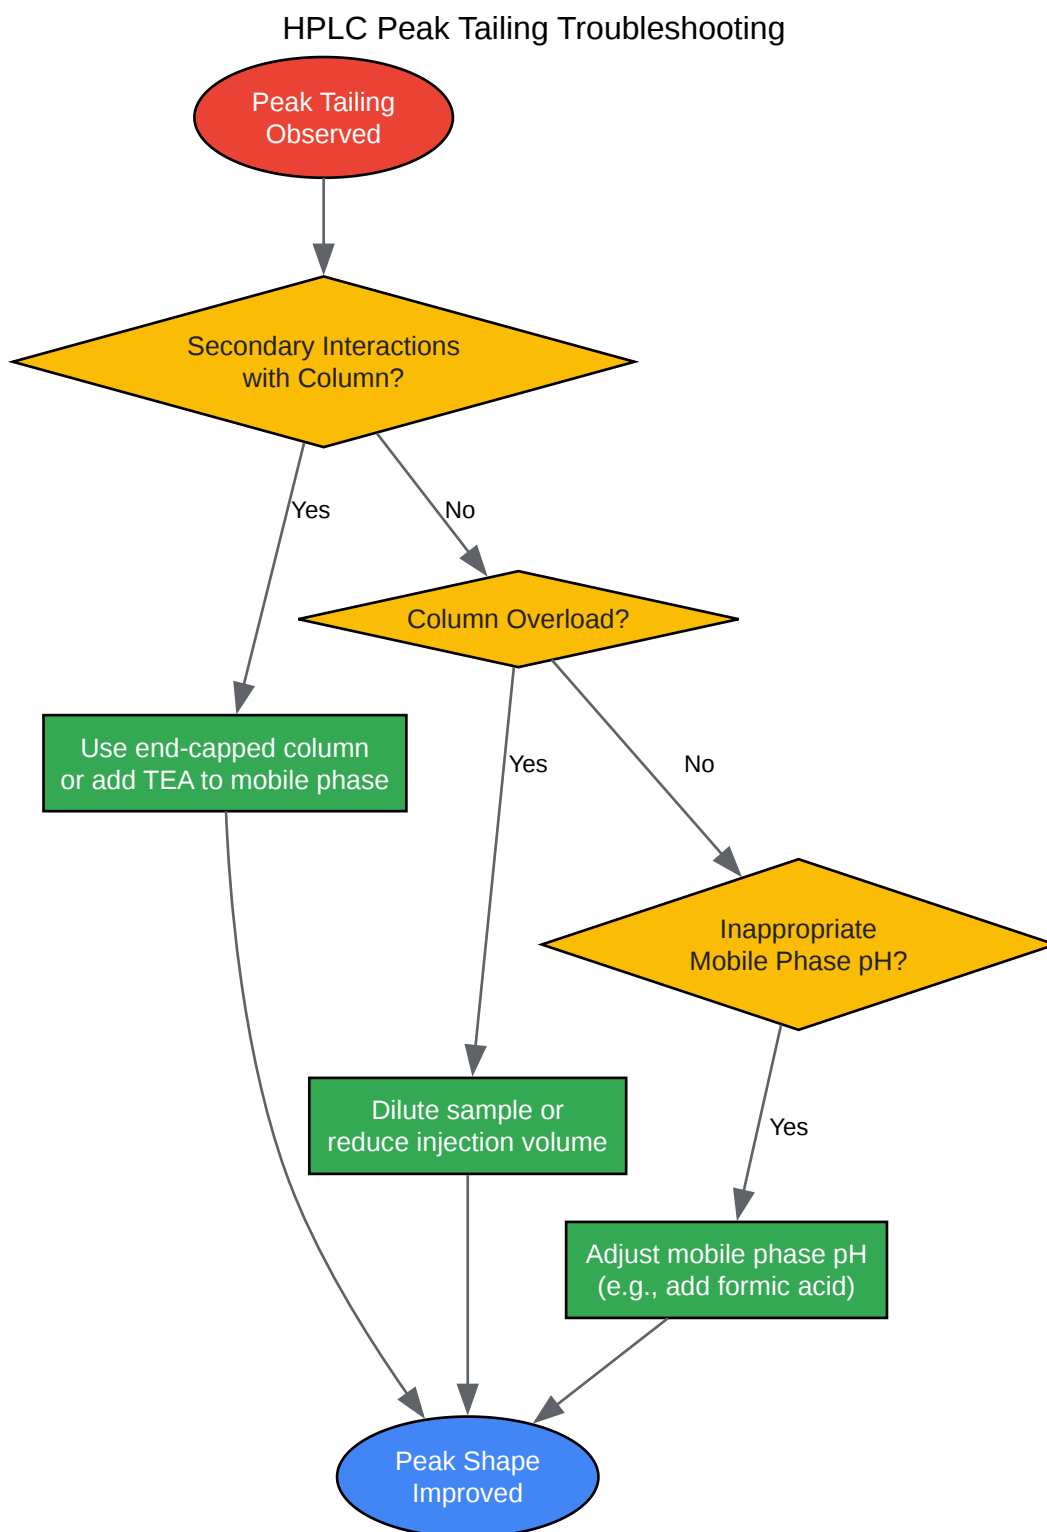 HPLC Peak Tailing Troubleshooting
Peak Tailing
Observed
Secondary Interactions
with Column?
Yes
No
Column Overload?
Use end-capped column
or add TEA to mobile phase
Yes
No
Inappropriate
Mobile Phase pH?
Dilute sample or
reduce injection volume
Yes
Adjust mobile phase pH
(e.g., add formic acid)
Peak Shape
Improved